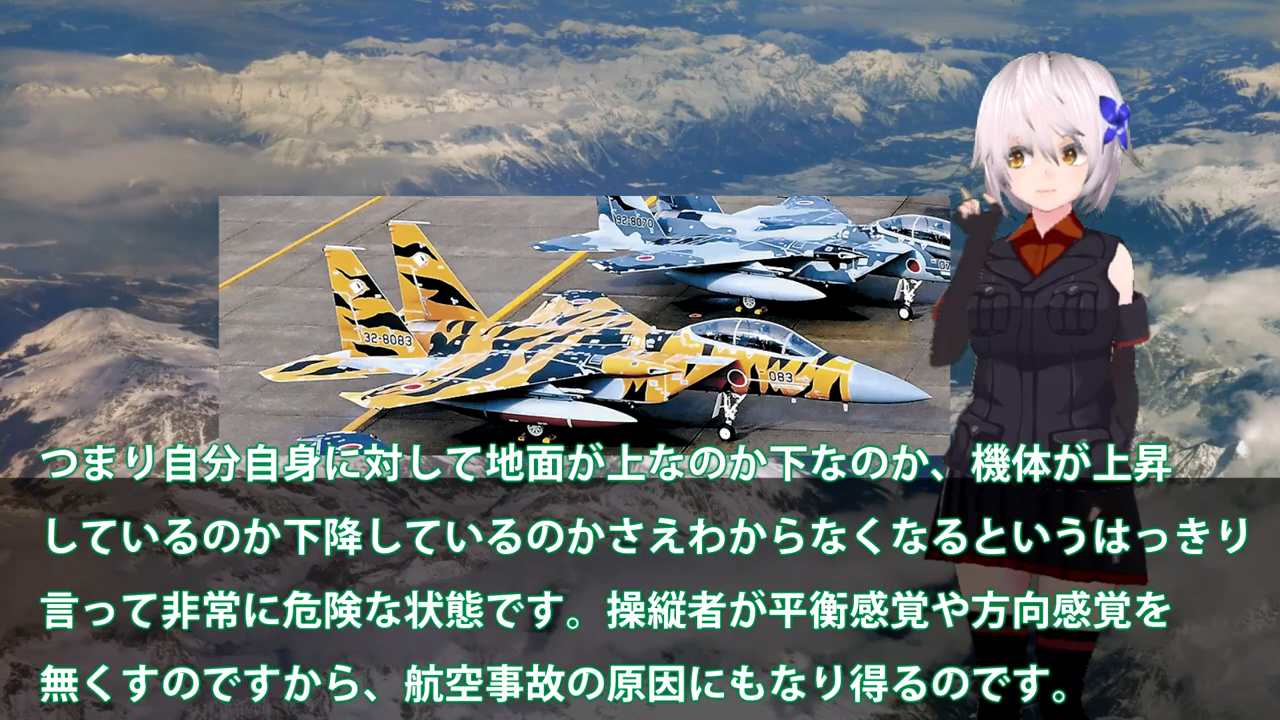 92-8070
07
32-8083
083
つまり自分自身に対して地面が上なのか下なのか、機体が上昇
しているのか下降しているのかさえわからなくなるというはっきり
言って非常に危険な状態です。操縦者が平衡感覚や方向感覚を
無くすのですから、航空事故の原因にもなり得るのです。